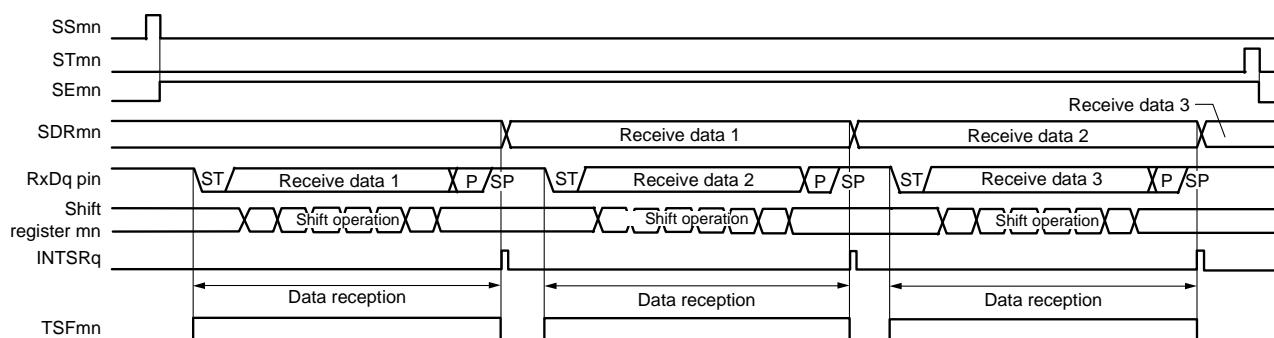 SSmn
STmn
SEmn
Receive data 3
SDRmn Receive data 1 Receive data 2
RxDq pin ST Receive data 1 P SP ST Receive data 2 P SP ST Receive data 3 P SP
Shift
register mn Shift operation Shift operation Shift operation
INTSRq
Data reception Data reception Data reception
TSFmn